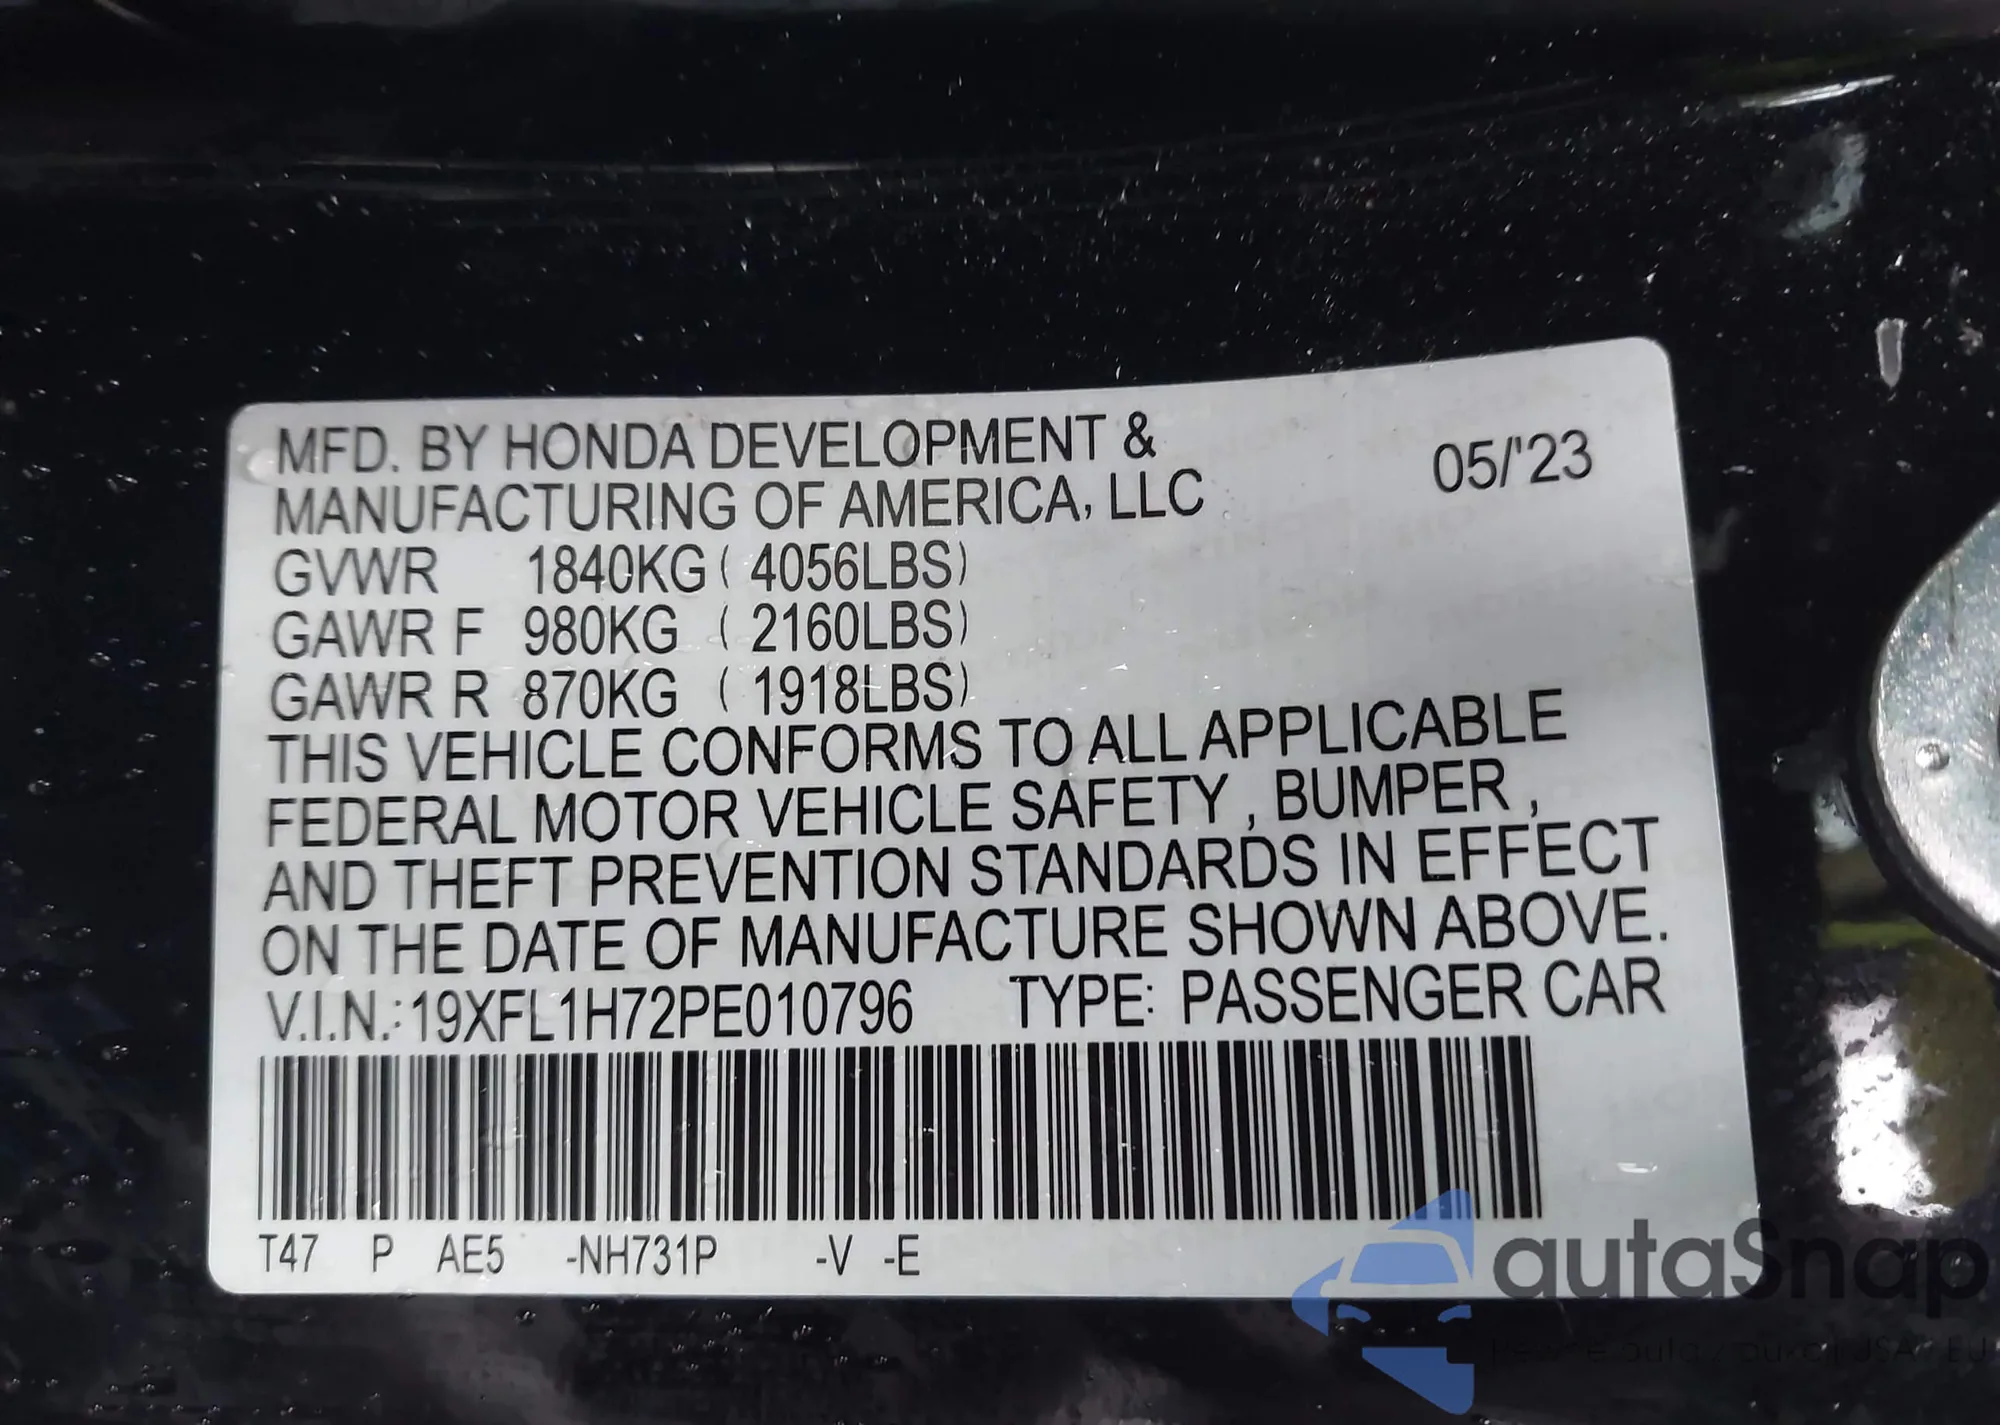 MFD. BY HONDA DEVELOPMENT & 05/'23
MANUFACTURING OF AMERICA, LLC
GVWR 1840KG ( 4056LBS)
GAWR F 980KG ( 2160LBS)
GAWR R 870KG ( 1918LBS)
THIS VEHICLE CONFORMS TO ALL APPLICABLE
FEDERAL MOTOR VEHICLE SAFETY , BUMPER ,
AND THEFT PREVENTION STANDARDS IN EFFECT
ON THE DATE OF MANUFACTURE SHOWN ABOVE.
V.I.N.: 19XFL1H72PE010796 TYPE: PASSENGER CAR
T47 P AE5 -NH731P -V -E
autaSnap